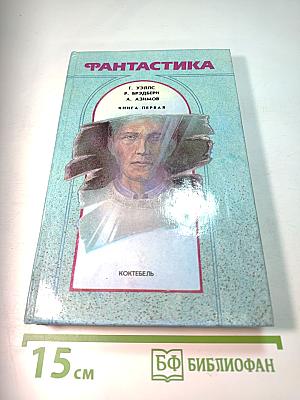 ФАНТАСТИКА
Г. УЭЛЛС
Р. БРЭДБЕРИ
А. АЗИМОВ
КНИГА ПЕРВАЯ
КОКТЕБЕЛЬ
15 см
БФ БИБЛИОФАН